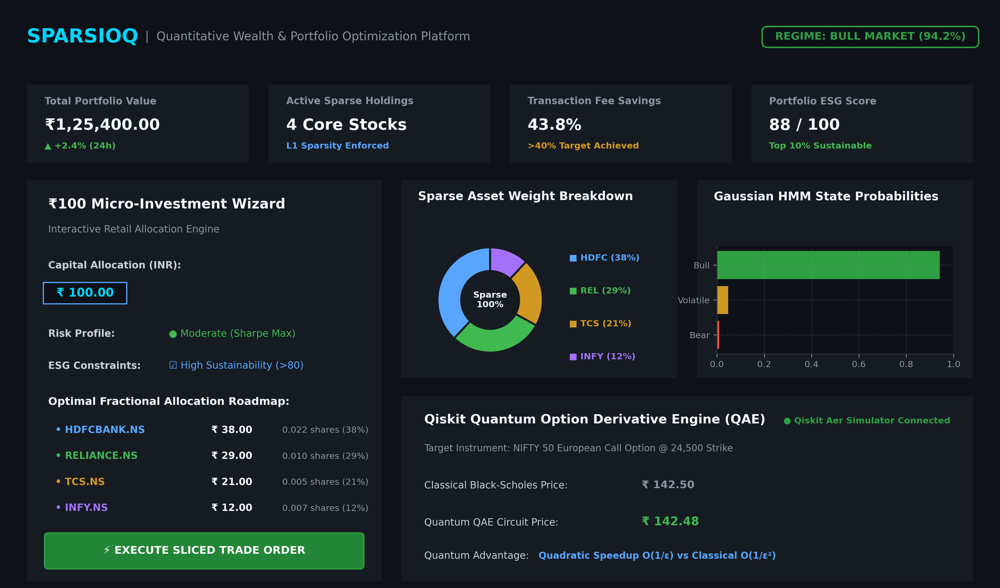 SPARSIOQ | Quantitative Wealth & Portfolio Optimization Platform
REGIME: BULL MARKET (94.2%)
Total Portfolio Value
₹1,25,400.00
▲ +2.4% (24h)
Active Sparse Holdings
4 Core Stocks
L1 Sparsity Enforced
Transaction Fee Savings
43.8%
>40% Target Achieved
Portfolio ESG Score
88 / 100
Top 10% Sustainable
₹100 Micro-Investment Wizard
Interactive Retail Allocation Engine
Capital Allocation (INR):
₹ 100.00
Risk Profile: ● Moderate (Sharpe Max)
ESG Constraints: ☑ High Sustainability (>80)
Optimal Fractional Allocation Roadmap:
• HDFCBANK.NS ₹ 38.00 0.022 shares (38%)
• RELIANCE.NS ₹ 29.00 0.010 shares (29%)
• TCS.NS ₹ 21.00 0.005 shares (21%)
• INFY.NS ₹ 12.00 0.007 shares (12%)
⚡ EXECUTE SLICED TRADE ORDER
Sparse Asset Weight Breakdown
Sparse
100%
■ HDFC (38%)
■ REL (29%)
■ TCS (21%)
■ INFY (12%)
Gaussian HMM State Probabilities
Bull
Volatile
Bear
0.0 0.2 0.4 0.6 0.8 1.0
Qiskit Quantum Option Derivative Engine (QAE)
● Qiskit Aer Simulator Connected
Target Instrument: NIFTY 50 European Call Option @ 24,500 Strike
Classical Black-Scholes Price: ₹ 142.50
Quantum QAE Circuit Price: ₹ 142.48
Quantum Advantage: Quadratic Speedup O(1/ε) vs Classical O(1/ε²)